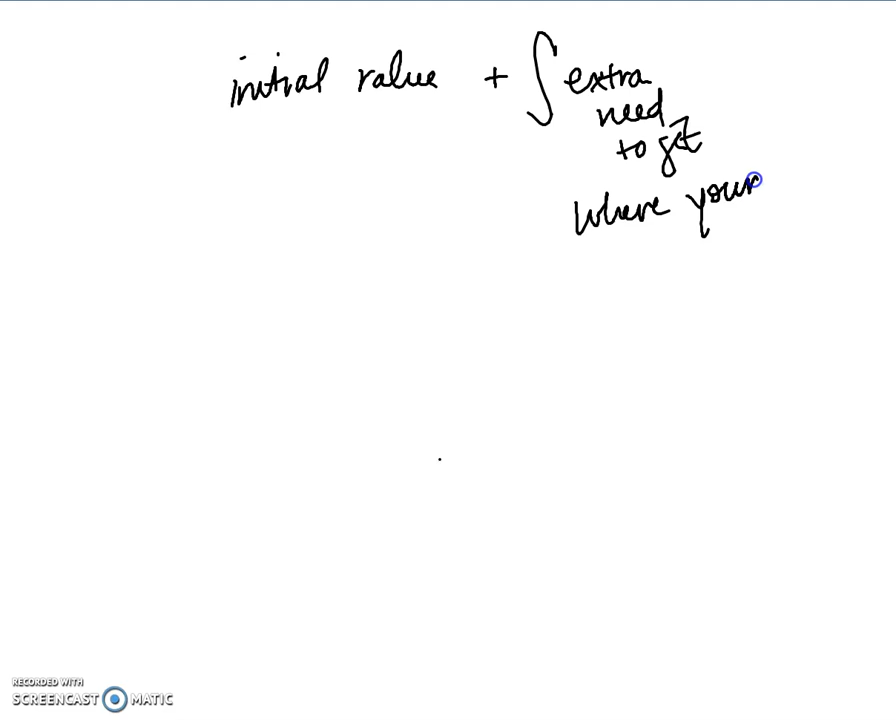 initial value + ∫ extra
need
to get
where your
RECORDED WITH
SCREENCAST MATIC